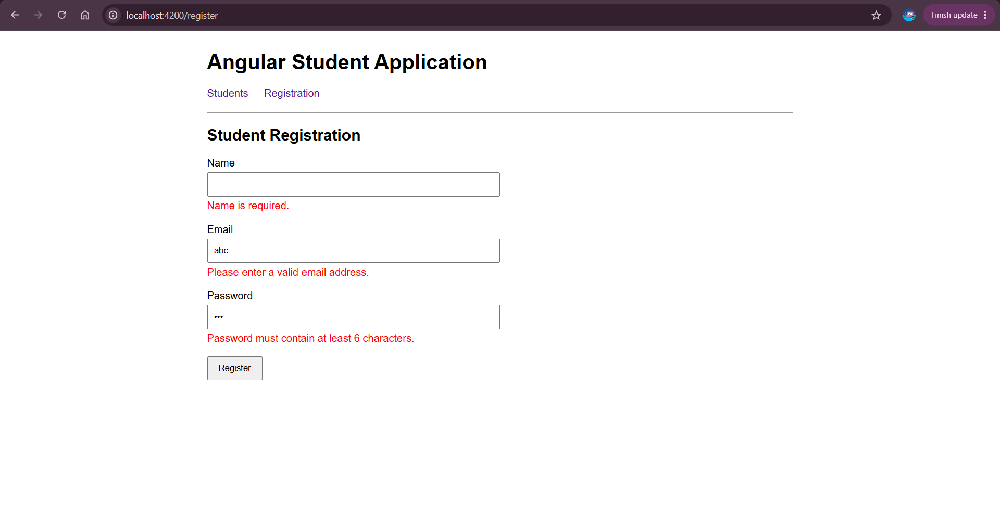 localhost:4200/register
Finish update
Angular Student Application
Students Registration
Student Registration
Name
Name is required.
Email
abc
Please enter a valid email address.
Password
•••
Password must contain at least 6 characters.
Register